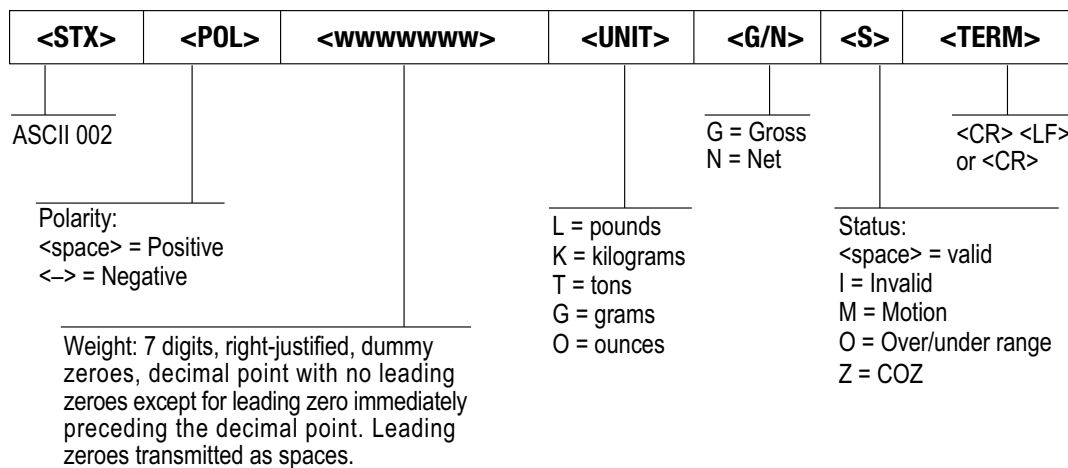 <STX> <POL> <wwwwwww> <UNIT> <G/N> <S> <TERM>
ASCII 002
G = Gross
N = Net
<CR> <LF>
or <CR>
Polarity:
<space> = Positive
<–> = Negative
L = pounds
K = kilograms
T = tons
G = grams
O = ounces
Status:
<space> = valid
I = Invalid
M = Motion
O = Over/under range
Z = COZ
Weight: 7 digits, right-justified, dummy
zeroes, decimal point with no leading
zeroes except for leading zero immediately
preceding the decimal point. Leading
zeroes transmitted as spaces.